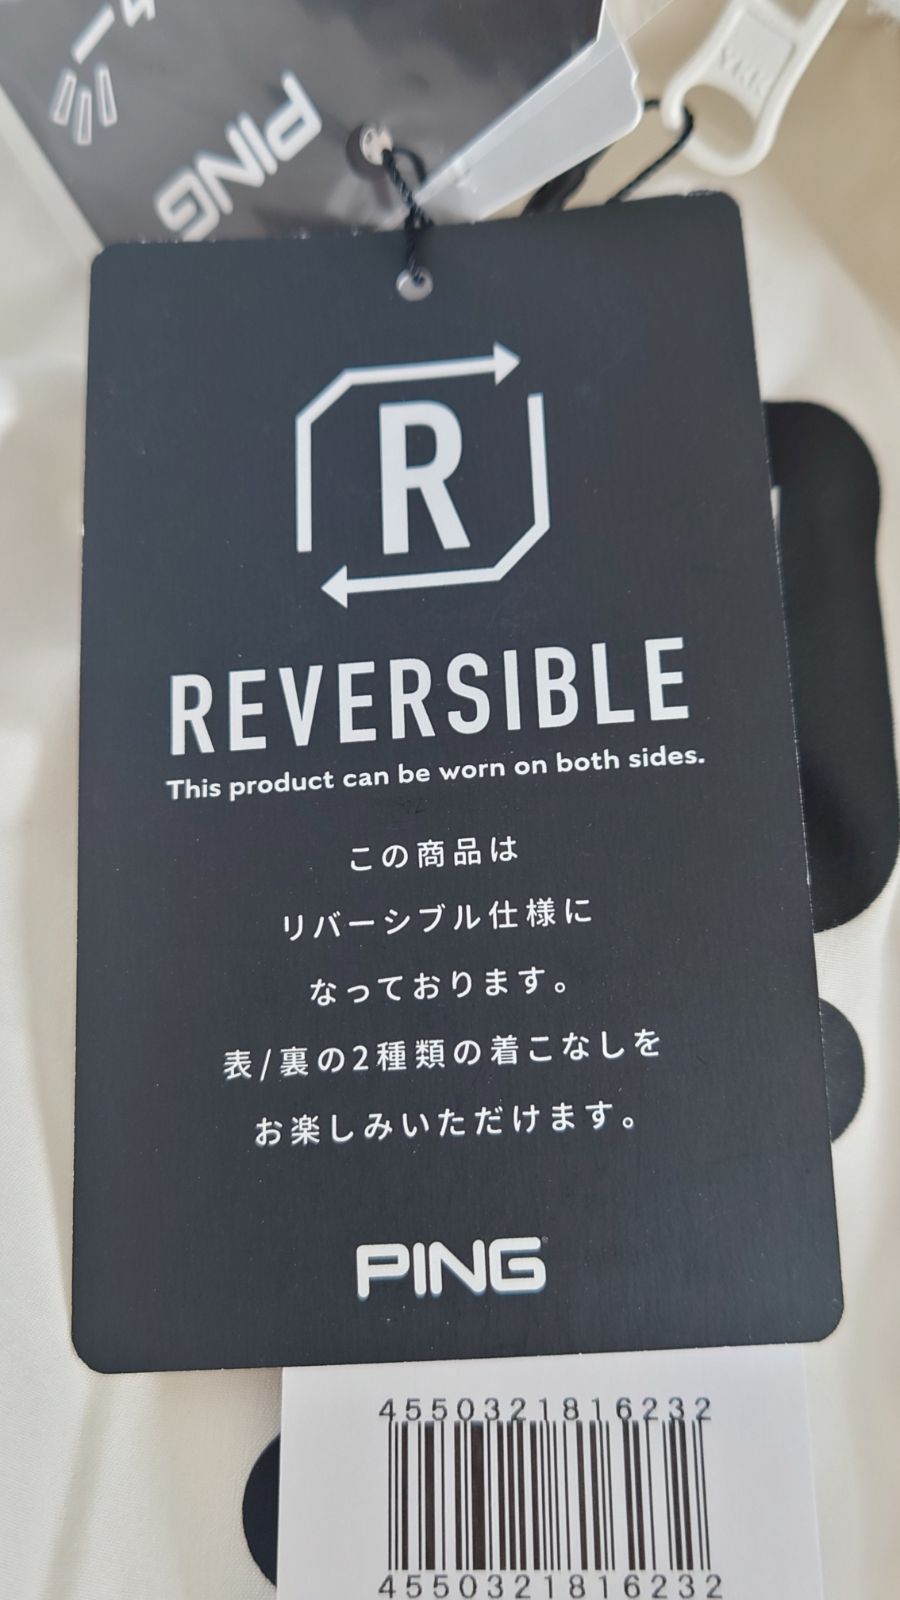 PING
YKK
R
REVERSIBLE
This product can be worn on both sides.
この商品は
リバーシブル仕様に
なっております。
表/裏の2種類の着こなしを
お楽しみいただけます。
PING
4550321816232
4550321816232